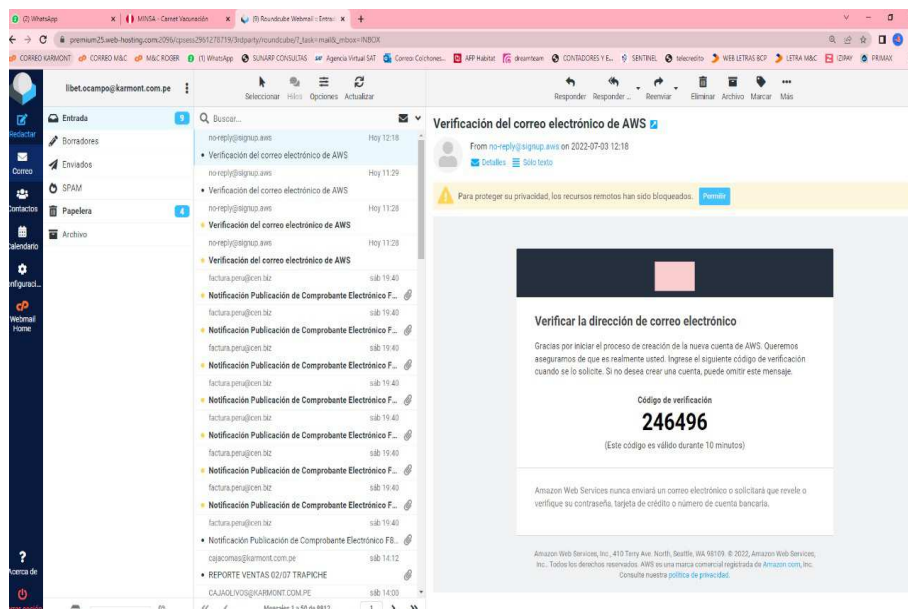 (2) WhatsApp
MINSA - Carnet Vacunación
(9) Roundcube Webmail :: Entra
premium25.web-hosting.com:2096/cpsess2961278719/3rdparty/roundcube/?_task=mail&_mbox=INBOX
CORREO KARMONT
CORREO M&C
M&C ROGER
(1) WhatsApp
SUNARP CONSULTAS
Agencia Virtual SAT
Correo: Colchones..
AFP Habitat
dreamteam
CONTADORES Y E..
SENTINEL
telecredito
WEB LETRAS BCP
LETRA M&C
IZIPAY
PRIMAX
Redactar
Correo
Contactos
Calendario
Webmail
Home
Acerca de
libet.ocampo@karmont.com.pe
Entrada 9
Borradores
Enviados
SPAM
Papelera 4
Archivo
Seleccionar Hilos Opciones Actualizar
Buscar...
no-reply@signup.aws Hoy 12:18
• Verificación del correo electrónico de AWS
no-reply@signup.aws Hoy 11:29
• Verificación del correo electrónico de AWS
no-reply@signup.aws Hoy 11:28
Verificación del correo electrónico de AWS
no-reply@signup.aws Hoy 11:28
Verificación del correo electrónico de AWS
factura.peru@cen.biz sáb 19:40
Notificación Publicación de Comprobante Electrónico F...
factura.peru@cen.biz sáb 19:40
Notificación Publicación de Comprobante Electrónico F...
factura.peru@cen.biz sáb 19:40
Notificación Publicación de Comprobante Electrónico F...
factura.peru@cen.biz sáb 19:40
Notificación Publicación de Comprobante Electrónico F...
factura.peru@cen.biz sáb 19:40
Notificación Publicación de Comprobante Electrónico F...
factura.peru@cen.biz sáb 19:40
Notificación Publicación de Comprobante Electrónico F...
factura.peru@cen.biz sáb 19:40
Notificación Publicación de Comprobante Electrónico F...
factura.peru@cen.biz sáb 19:40
• Notificación Publicación de Comprobante Electrónico F8..
cajacomas@karmont.com.pe sáb 14:12
• REPORTE VENTAS 02/07 TRAPICHE
CAJAOLIVOS@KARMONT.COM.PE sáb 14:03
Mensajes 1 a 50 de 8812
1
Responder Responder ... Reenviar Eliminar Archivo Marcar Más
Verificación del correo electrónico de AWS
From no-reply@signup.aws on 2022-07-03 12:18
Detalles Sólo texto
Para proteger su privacidad, los recursos remotos han sido bloqueados. Permitir
Verificar la dirección de correo electrónico
Gracias por iniciar el proceso de creación de la nueva cuenta de AWS. Queremos
asegurarnos de que es realmente usted. Ingrese el siguiente código de verificación
cuando se lo solicite. Si no desea crear una cuenta, puede omitir este mensaje.
Código de verificación
246496
(Este código es válido durante 10 minutos)
Amazon Web Services nunca enviará un correo electrónico o solicitará que revele o
verifique su contraseña, tarjeta de crédito o número de cuenta bancaria.
Amazon Web Services, Inc., 410 Terry Ave. North, Seattle, WA 98109. © 2022, Amazon Web Services,
Inc.. Todos los derechos reservados. AWS es una marca comercial registrada de Amazon.com, Inc.
Consulte nuestra política de privacidad.